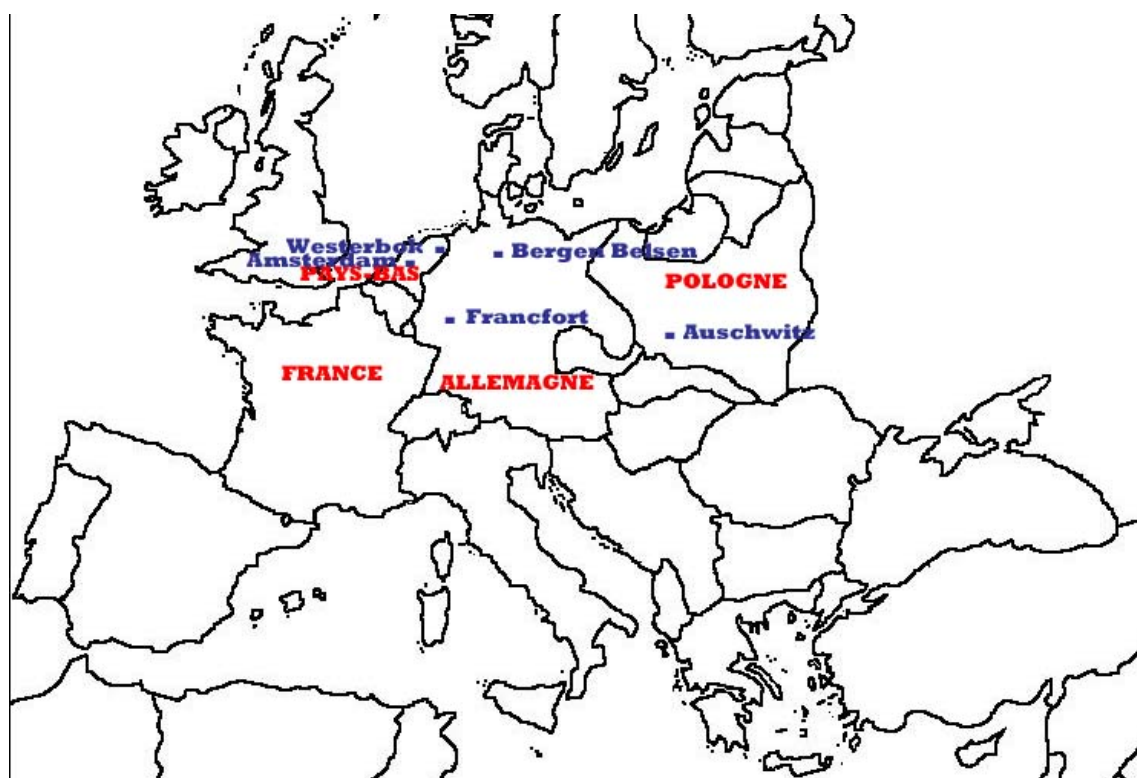 Westerbok
Bergen Belsen
Amsterdam
PAYS-BAS
POLOGNE
Francfort
Auschwitz
FRANCE
ALLEMAGNE